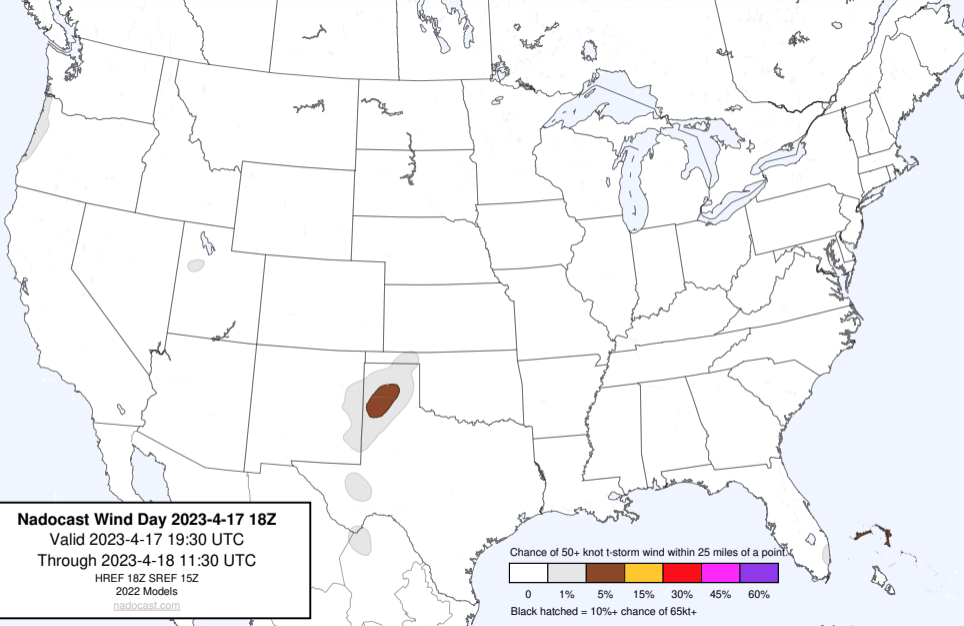 Nadocast Wind Day 2023-4-17 18Z
Valid 2023-4-17 19:30 UTC
Through 2023-4-18 11:30 UTC
HREF 18Z SREF 15Z
2022 Models
nadocast.com
Chance of 50+ knot t-storm wind within 25 miles of a point.
0 1% 5% 15% 30% 45% 60%
Black hatched = 10%+ chance of 65kt+